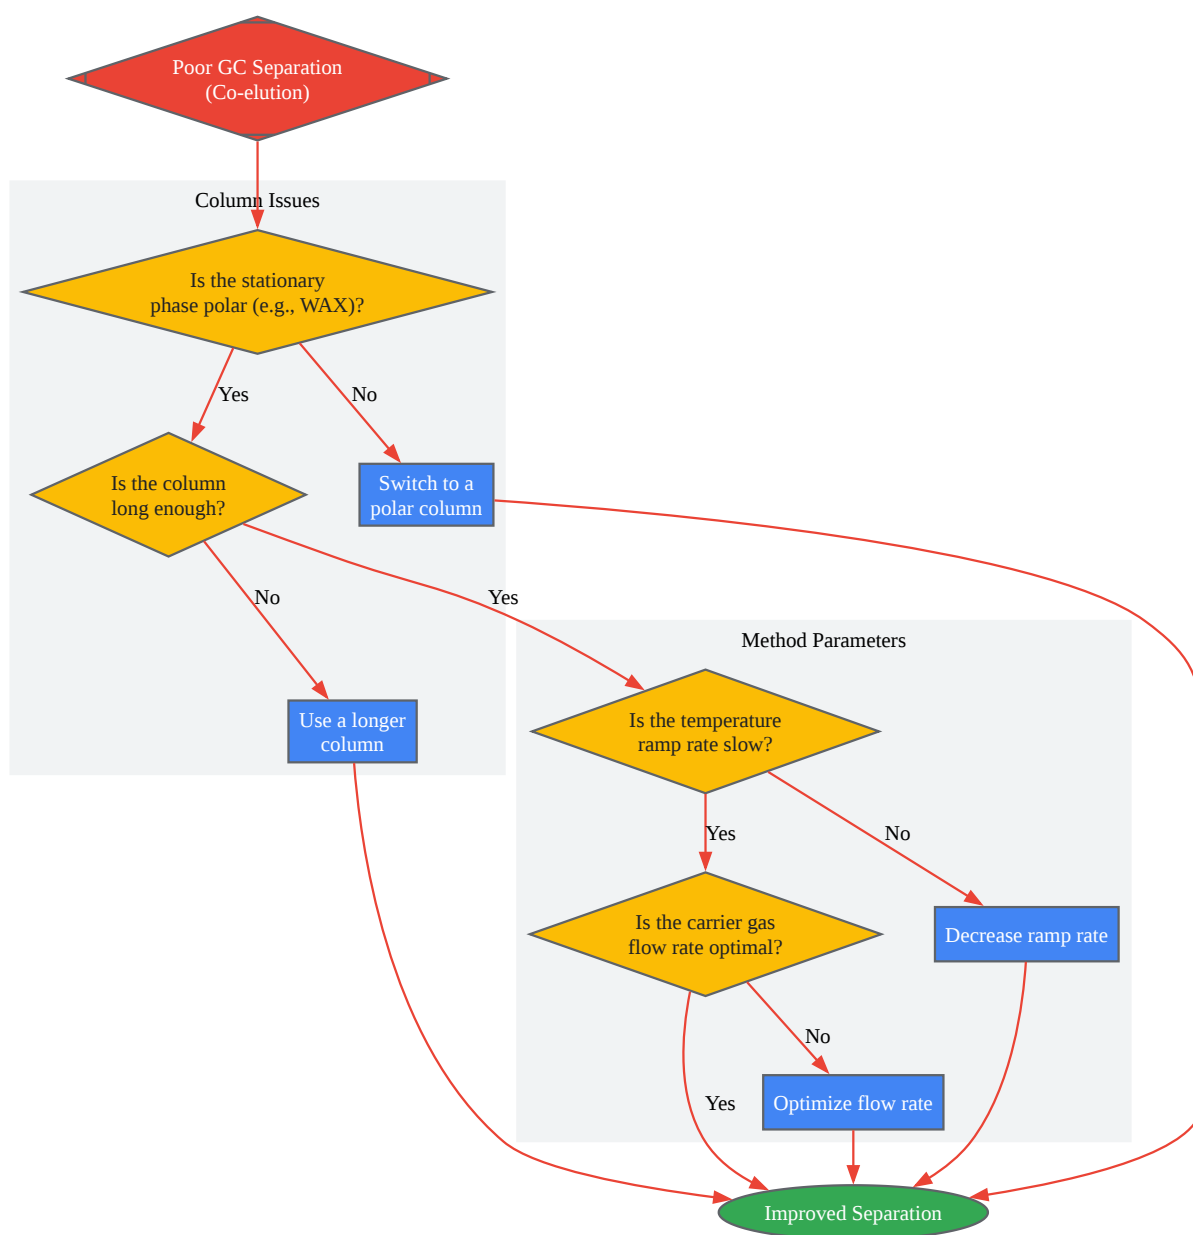 Poor GC Separation
(Co-elution)
Column Issues
Is the stationary
phase polar (e.g., WAX)?
Yes
No
Is the column
long enough?
Switch to a
polar column
No
Yes
Method Parameters
Use a longer
column
Is the temperature
ramp rate slow?
Yes
No
Is the carrier gas
flow rate optimal?
Decrease ramp rate
No
Yes
Optimize flow rate
Improved Separation